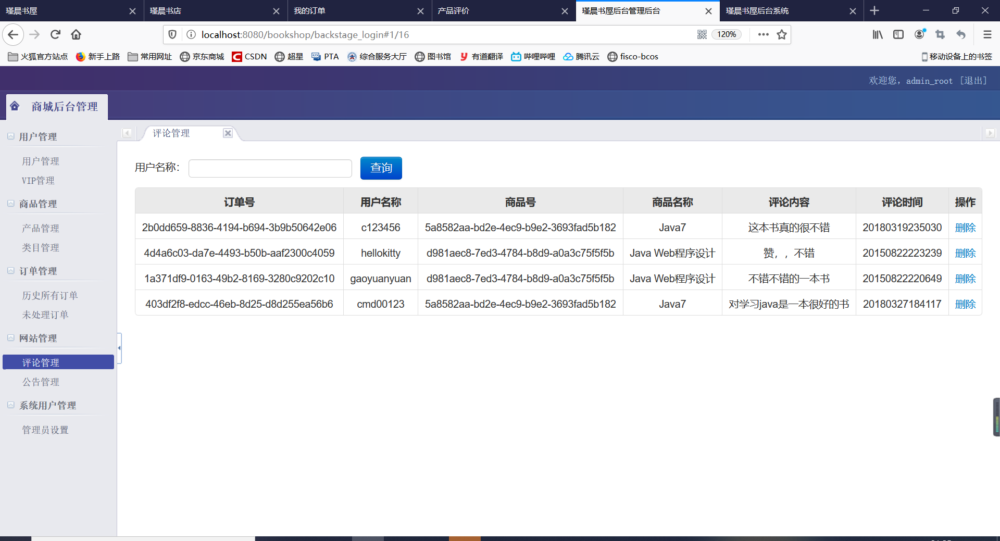 瑾晨书屋 瑾晨书店 我的订单 产品评价 瑾晨书屋后台管理后台 瑾晨书屋后台系统
localhost:8080/bookshop/backstage_login#1/16 120%
火狐官方站点 新手上路 常用网址 京东商城 CSDN 超星 PTA 综合服务大厅 图书馆 有道翻译 哔哩哔哩 腾讯云 fisco-bcos 移动设备上的书签
欢迎您，admin_root [退出]
商城后台管理
用户管理
用户管理
VIP管理
商品管理
产品管理
类目管理
订单管理
历史所有订单
未处理订单
网站管理
评论管理
公告管理
系统用户管理
管理员设置
评论管理
用户名称： 查询
订单号 用户名称 商品号 商品名称 评论内容 评论时间 操作
2b0dd659-8836-4194-b694-3b9b50642e06 c123456 5a8582aa-bd2e-4ec9-b9e2-3693fad5b182 Java7 这本书真的很不错 20180319235030 删除
4d4a6c03-da7e-4493-b50b-aaf2300c4059 hellokitty d981aec8-7ed3-4784-b8d9-a0a3c75f5f5b Java Web程序设计 赞，，不错 20150822223239 删除
1a371df9-0163-49b2-8169-3280c9202c10 gaoyuanyuan d981aec8-7ed3-4784-b8d9-a0a3c75f5f5b Java Web程序设计 不错不错的一本书 20150822220649 删除
403df2f8-edcc-46eb-8d25-d8d255ea56b6 cmd00123 5a8582aa-bd2e-4ec9-b9e2-3693fad5b182 Java7 对学习java是一本很好的书 20180327184117 删除